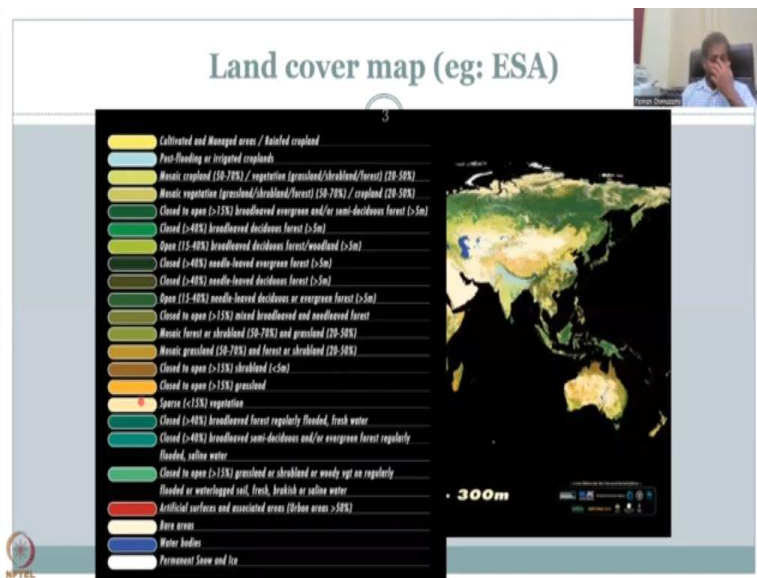 Land cover map (eg: ESA)
3
Cultivated and Managed areas / Rainfed cropland
Post-flooding or irrigated croplands
Mosaic cropland (50-70%) / vegetation (grassland/shrubland/forest) (20-50%)
Mosaic vegetation (grassland/shrubland/forest) (50-70%) / cropland (20-50%)
Closed to open (>15%) broadleaved evergreen and/or semi-deciduous forest (>5m)
Closed (>40%) broadleaved deciduous forest (>5m)
Open (15-40%) broadleaved deciduous forest/woodland (>5m)
Closed (>40%) needle-leaved evergreen forest (>5m)
Closed (>40%) needle-leaved deciduous forest (>5m)
Open (15-40%) needle-leaved deciduous or evergreen forest (>5m)
Closed to open (>15%) mixed broadleaved and needleaved forest
Mosaic forest or shrubland (50-70%) and grassland (20-50%)
Mosaic grassland (50-70%) and forest or shrubland (20-50%)
Closed to open (>15%) shrubland (<5m)
Closed to open (>15%) grassland
Sparse (<15%) vegetation
Closed (>40%) broadleaved forest regularly flooded, fresh water
Closed (>40%) broadleaved semi-deciduous and/or evergreen forest regularly
flooded, saline water
Closed to open (>15%) grassland or shrubland or woody vgt on regularly
flooded or waterlogged soil, fresh, brakish or saline water
Artificial surfaces and associated areas (Urban areas >50%)
Bare areas
Water bodies
Permanent Snow and Ice
300m
NPTEL